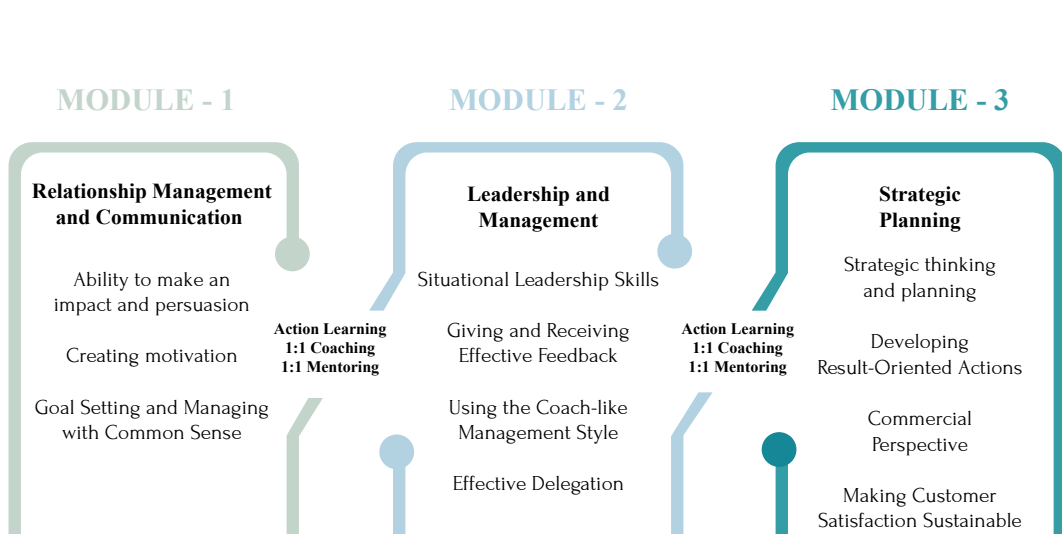 MODULE - 1
Relationship Management
and Communication
Ability to make an
impact and persuasion
Creating motivation
Goal Setting and Managing
with Common Sense
Action Learning
1:1 Coaching
1:1 Mentoring
MODULE - 2
Leadership and
Management
Situational Leadership Skills
Giving and Receiving
Effective Feedback
Using the Coach-like
Management Style
Effective Delegation
Action Learning
1:1 Coaching
1:1 Mentoring
MODULE - 3
Strategic
Planning
Strategic thinking
and planning
Developing
Result-Oriented Actions
Commercial
Perspective
Making Customer
Satisfaction Sustainable